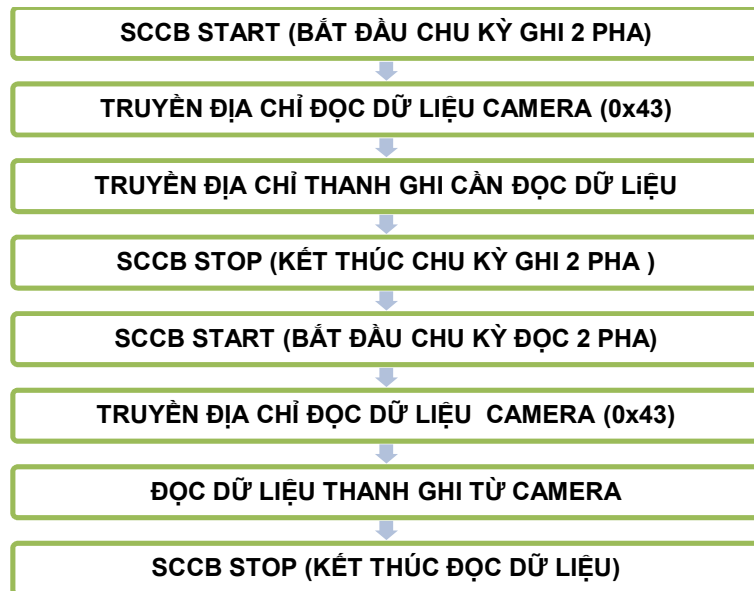 SCCB START (BẮT ĐẦU CHU KỲ GHI 2 PHA)
TRUYỀN ĐỊA CHỈ ĐỌC DỮ LIỆU CAMERA (0x43)
TRUYỀN ĐỊA CHỈ THANH GHI CẦN ĐỌC DỮ LiỆU
SCCB STOP (KẾT THÚC CHU KỲ GHI 2 PHA )
SCCB START (BẮT ĐẦU CHU KỲ ĐỌC 2 PHA)
TRUYỀN ĐỊA CHỈ ĐỌC DỮ LIỆU CAMERA (0x43)
ĐỌC DỮ LIỆU THANH GHI TỪ CAMERA
SCCB STOP (KẾT THÚC ĐỌC DỮ LIỆU)